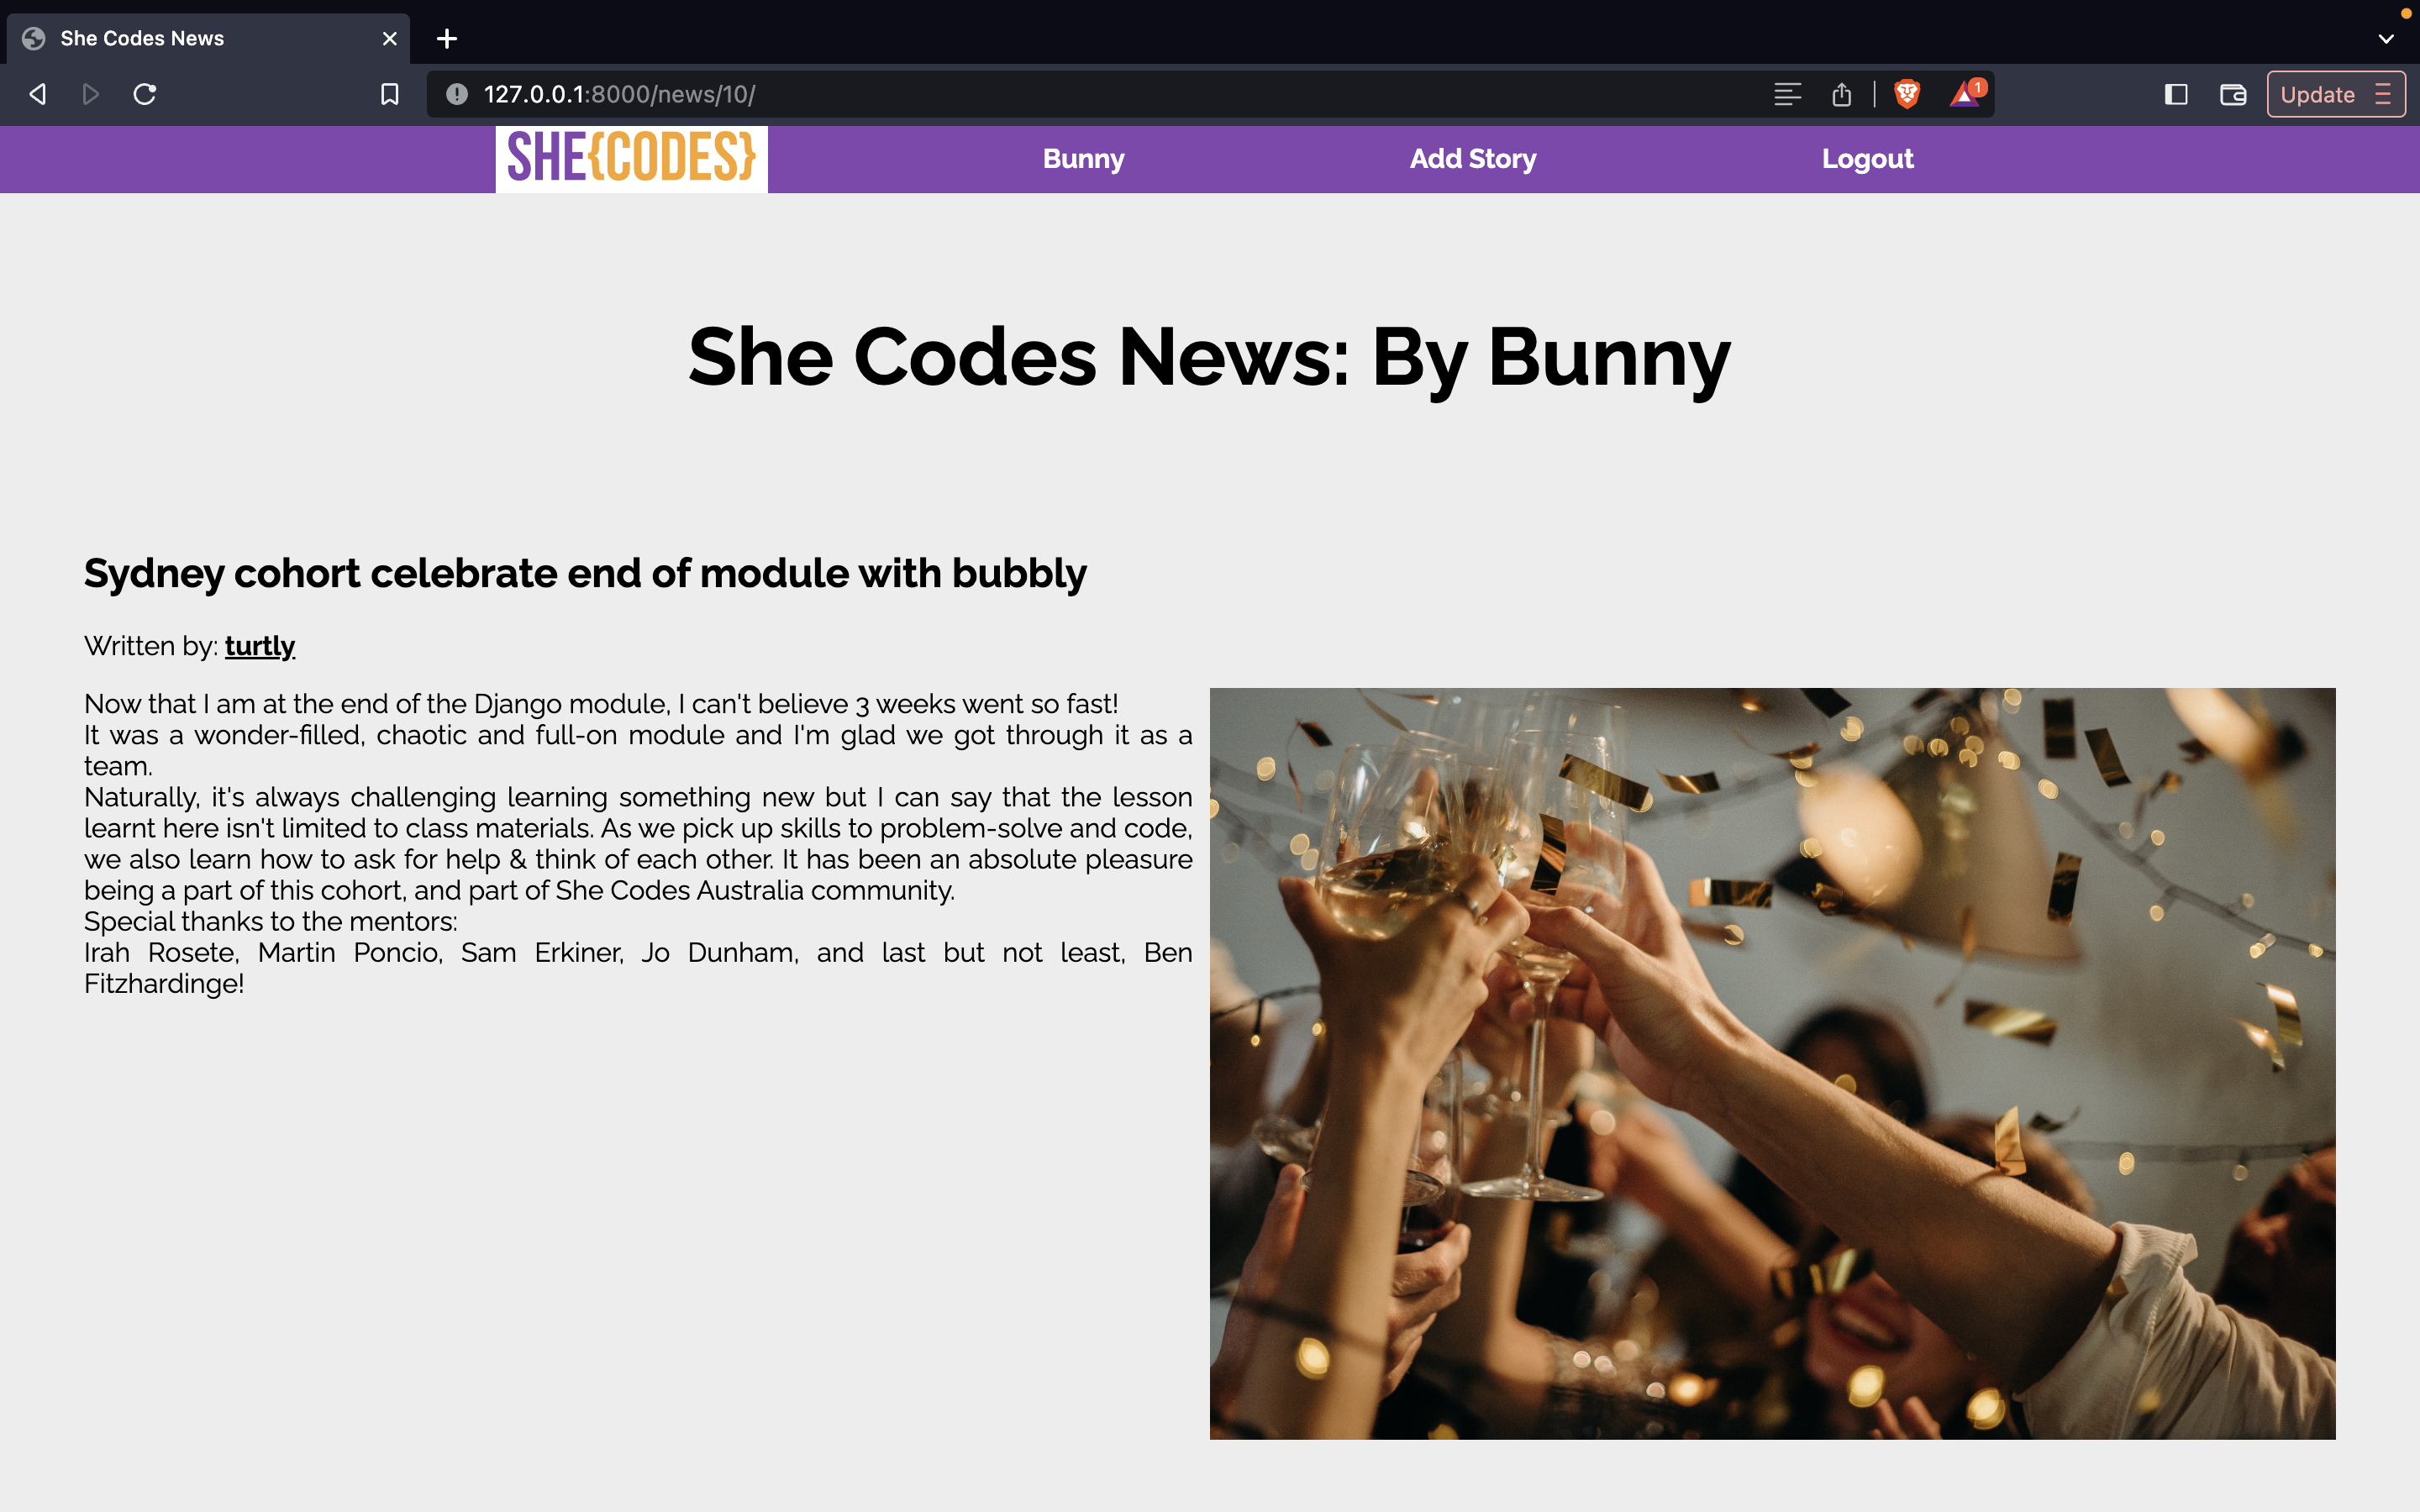 She Codes News
127.0.0.1:8000/news/10/
1
Update
SHE{CODES}
Bunny
Add Story
Logout
She Codes News: By Bunny
Sydney cohort celebrate end of module with bubbly
Written by: turtly
Now that I am at the end of the Django module, I can't believe 3 weeks went so fast!
It was a wonder-filled, chaotic and full-on module and I'm glad we got through it as a
team.
Naturally, it's always challenging learning something new but I can say that the lesson
learnt here isn't limited to class materials. As we pick up skills to problem-solve and code,
we also learn how to ask for help & think of each other. It has been an absolute pleasure
being a part of this cohort, and part of She Codes Australia community.
Special thanks to the mentors:
Irah Rosete, Martin Poncio, Sam Erkiner, Jo Dunham, and last but not least, Ben
Fitzhardinge!